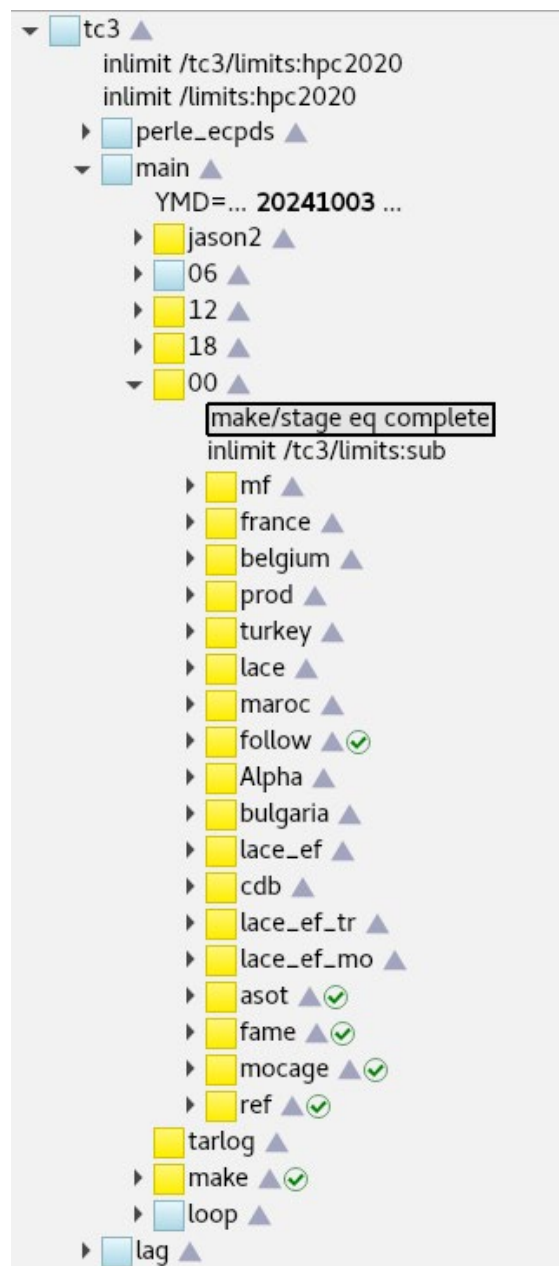 tc3
inlimit /tc3/limits:hpc2020
inlimit /limits:hpc2020
perle_ecpds
main
YMD=... 20241003 ...
jason2
06
12
18
00
make/stage eq complete
inlimit /tc3/limits:sub
mf
france
belgium
prod
turkey
lace
maroc
follow
Alpha
bulgaria
lace_ef
cdb
lace_ef_tr
lace_ef_mo
asot
fame
mocage
ref
tarlog
make
loop
lag